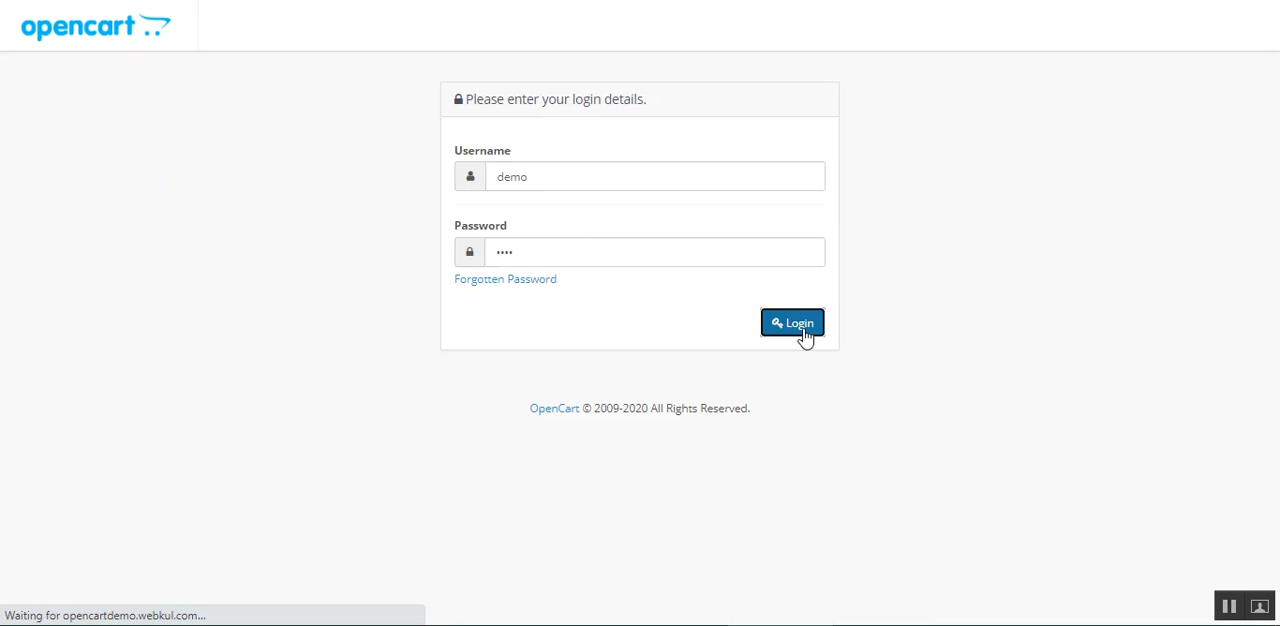 opencart
Please enter your login details.
Username
demo
Password
••••
Forgotten Password
Login
OpenCart © 2009-2020 All Rights Reserved.
Waiting for opencartdemo.webkul.com...